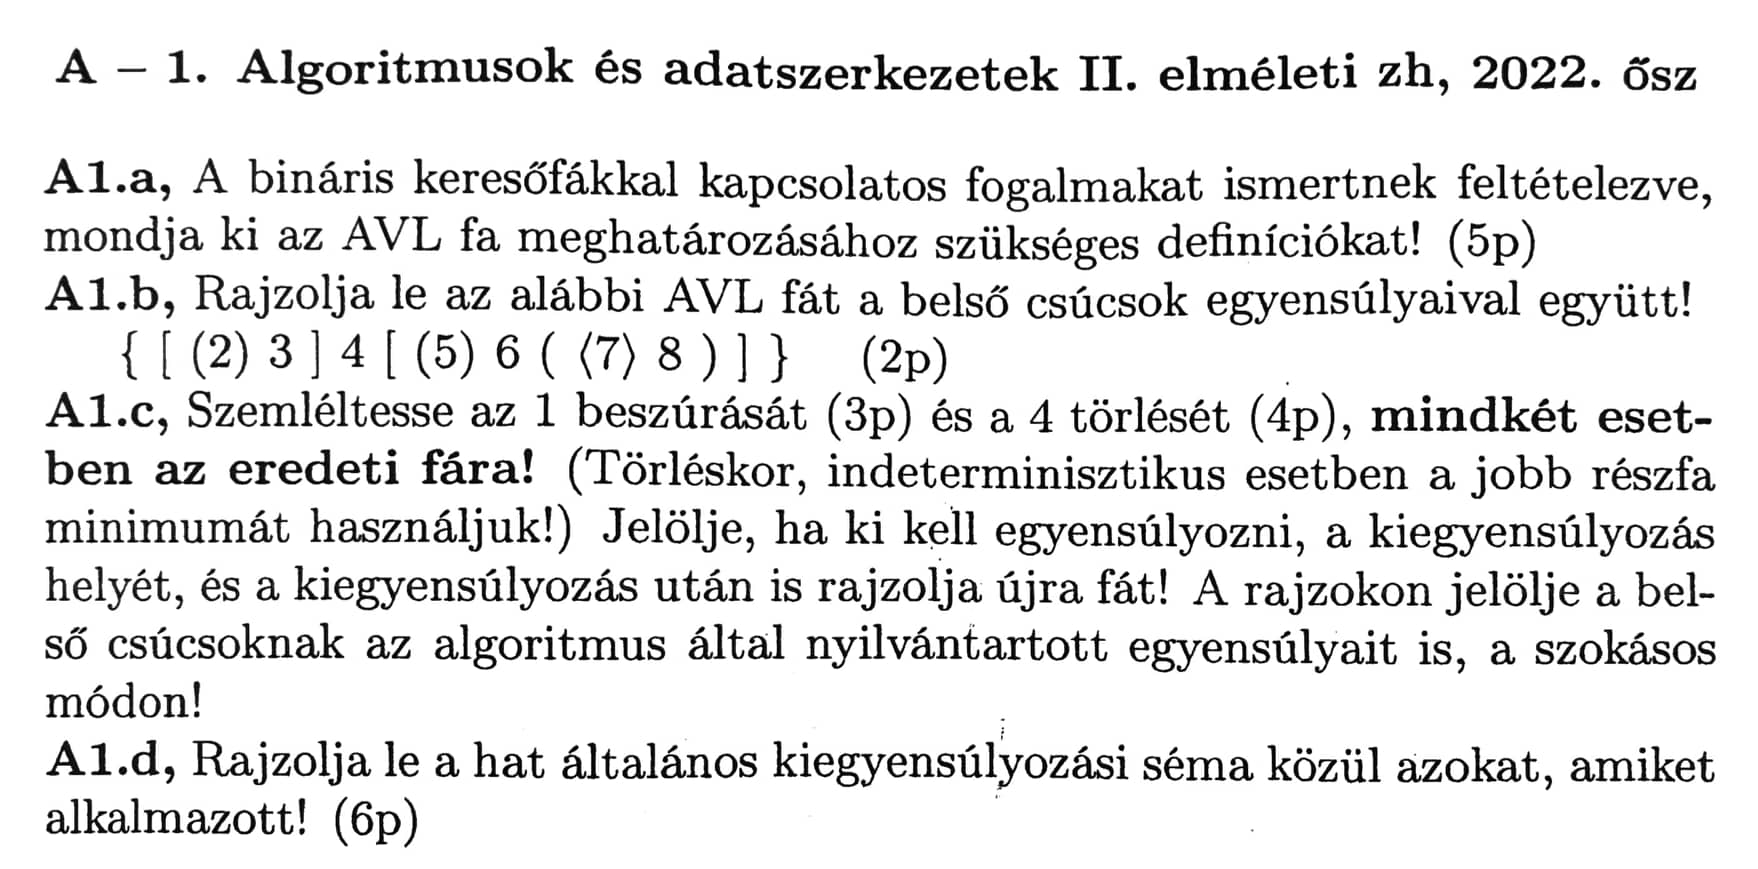 A – 1. Algoritmusok és adatszerkezetek II. elméleti zh, 2022. ősz
A1.a, A bináris keresőfákkal kapcsolatos fogalmakat ismertnek feltételezve,
mondja ki az AVL fa meghatározásához szükséges definíciókat! (5p)
A1.b, Rajzolja le az alábbi AVL fát a belső csúcsok egyensúlyaival együtt!
{ [ (2) 3 ] 4 [ (5) 6 ( ⟨7⟩ 8 ) ] } (2p)
A1.c, Szemléltesse az 1 beszúrását (3p) és a 4 törlését (4p), mindkét eset-
ben az eredeti fára! (Törléskor, indeterminisztikus esetben a jobb részfa
minimumát használjuk!) Jelölje, ha ki kell egyensúlyozni, a kiegyensúlyozás
helyét, és a kiegyensúlyozás után is rajzolja újra fát! A rajzokon jelölje a bel-
ső csúcsoknak az algoritmus által nyilvántartott egyensúlyait is, a szokásos
módon!
A1.d, Rajzolja le a hat általános kiegyensúlyozási séma közül azokat, amiket
alkalmazott! (6p)